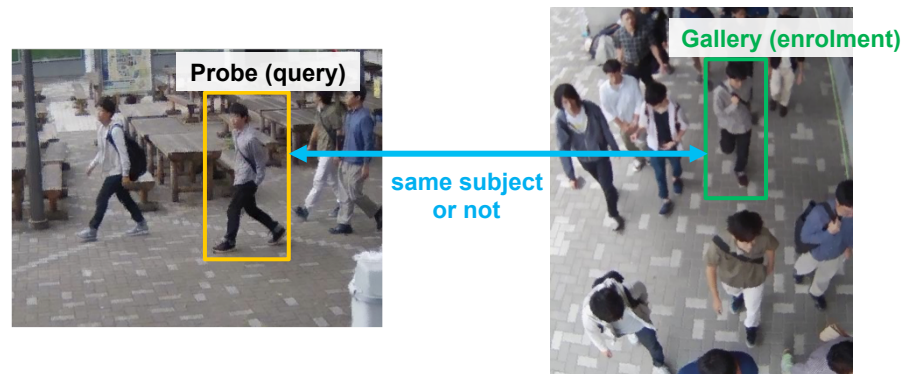 Probe (query)
Gallery (enrolment)
same subject
or not